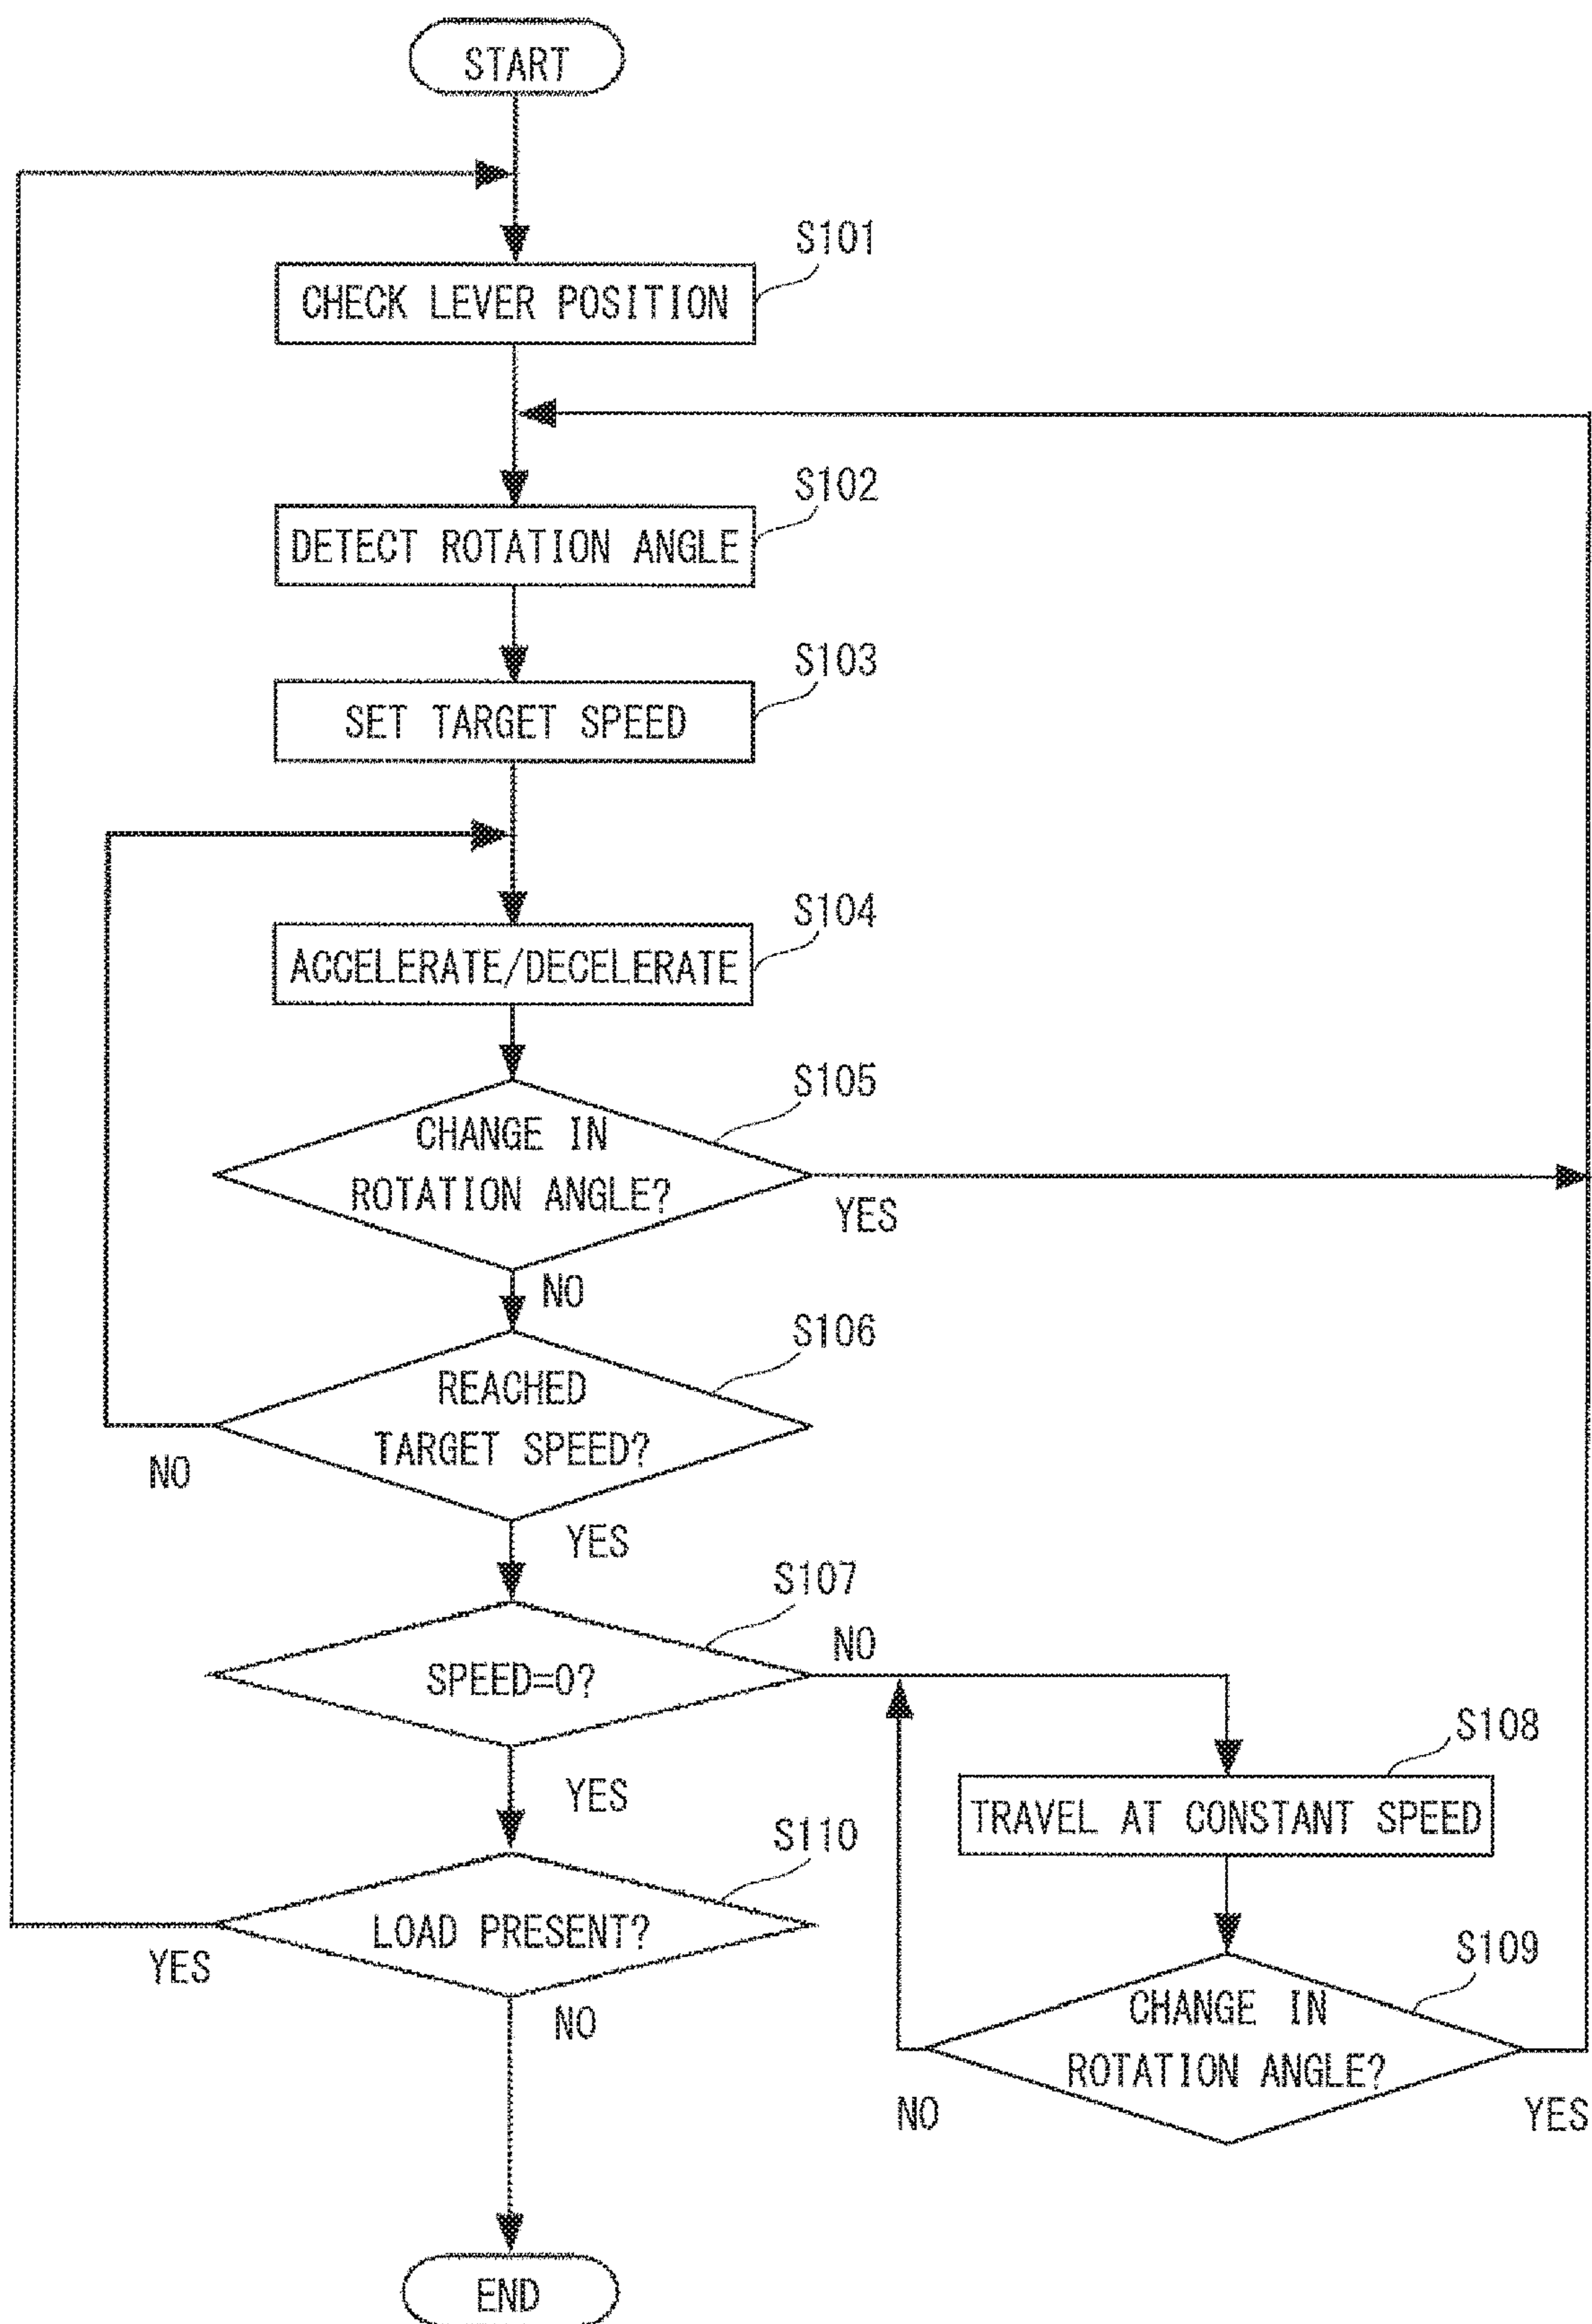 START
S101
CHECK LEVER POSITION
S102
DETECT ROTATION ANGLE
S103
SET TARGET SPEED
S104
ACCELERATE/DECELERATE
S105
CHANGE IN
ROTATION ANGLE?
YES
NO
S106
REACHED
TARGET SPEED?
NO
YES
S107
NO
SPEED=0?
YES
S108
TRAVEL AT CONSTANT SPEED
S110
LOAD PRESENT?
YES
NO
S109
CHANGE IN
ROTATION ANGLE?
NO
YES
END